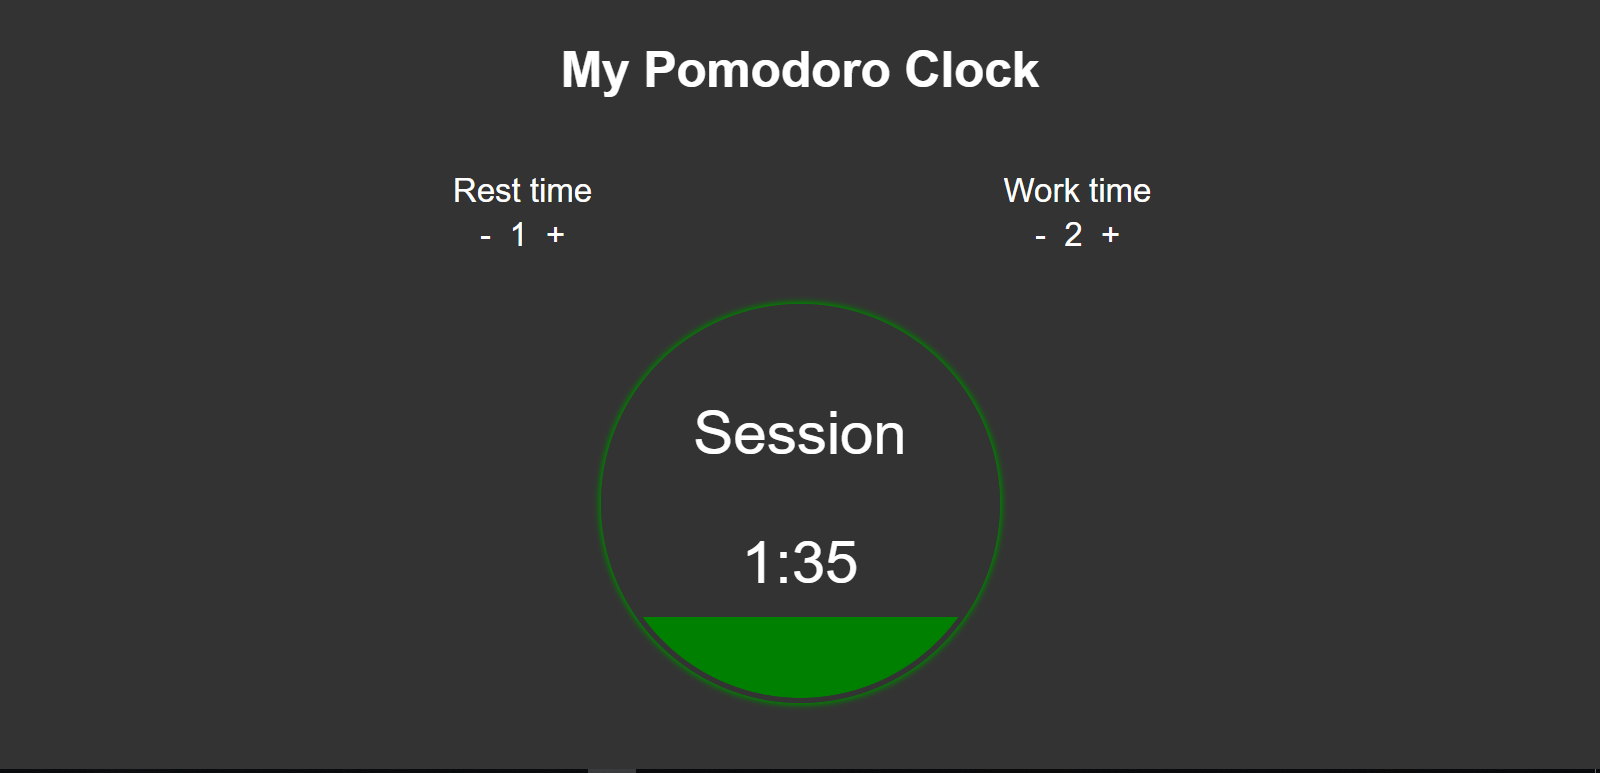 My Pomodoro Clock
Rest time
- 1 +
Work time
- 2 +
Session
1:35